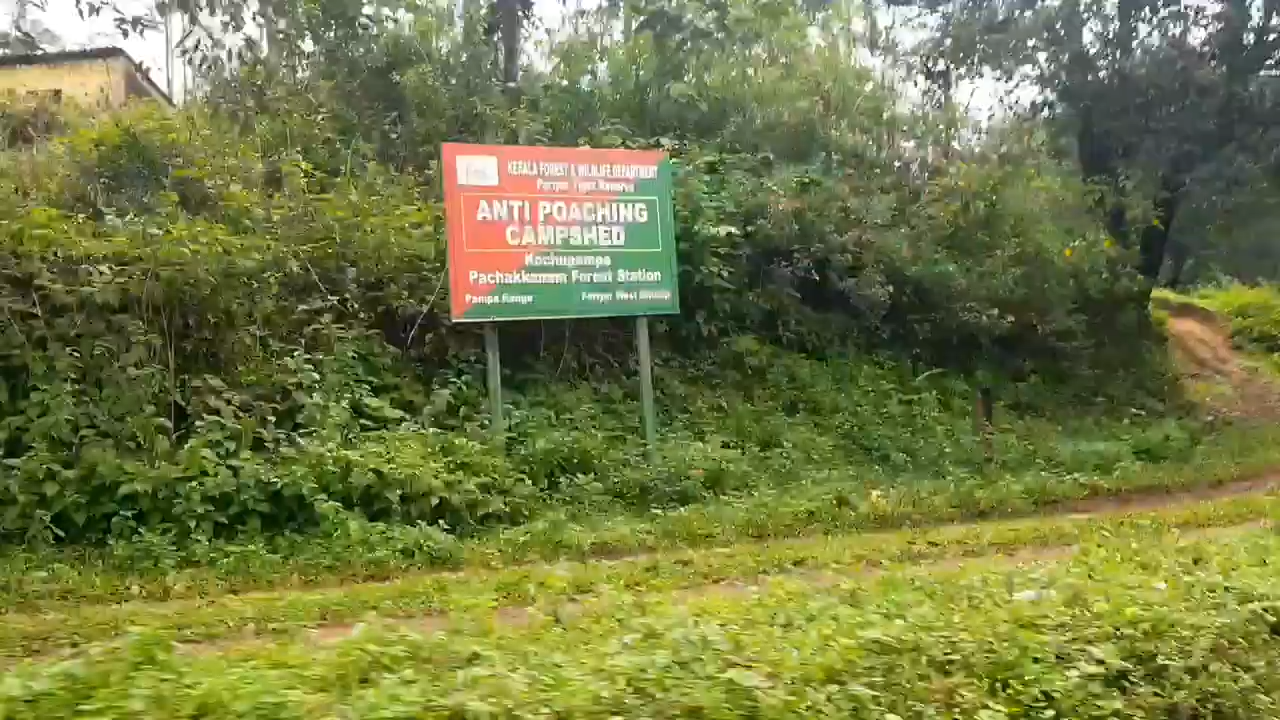 KERALA FOREST & WILDLIFE DEPARTMENT
Periyar Tiger Reserve
ANTI POACHING
CAMPSHED
Kochupampa
Pachakkanam Forest Station
Pampa Range Periyar West Division